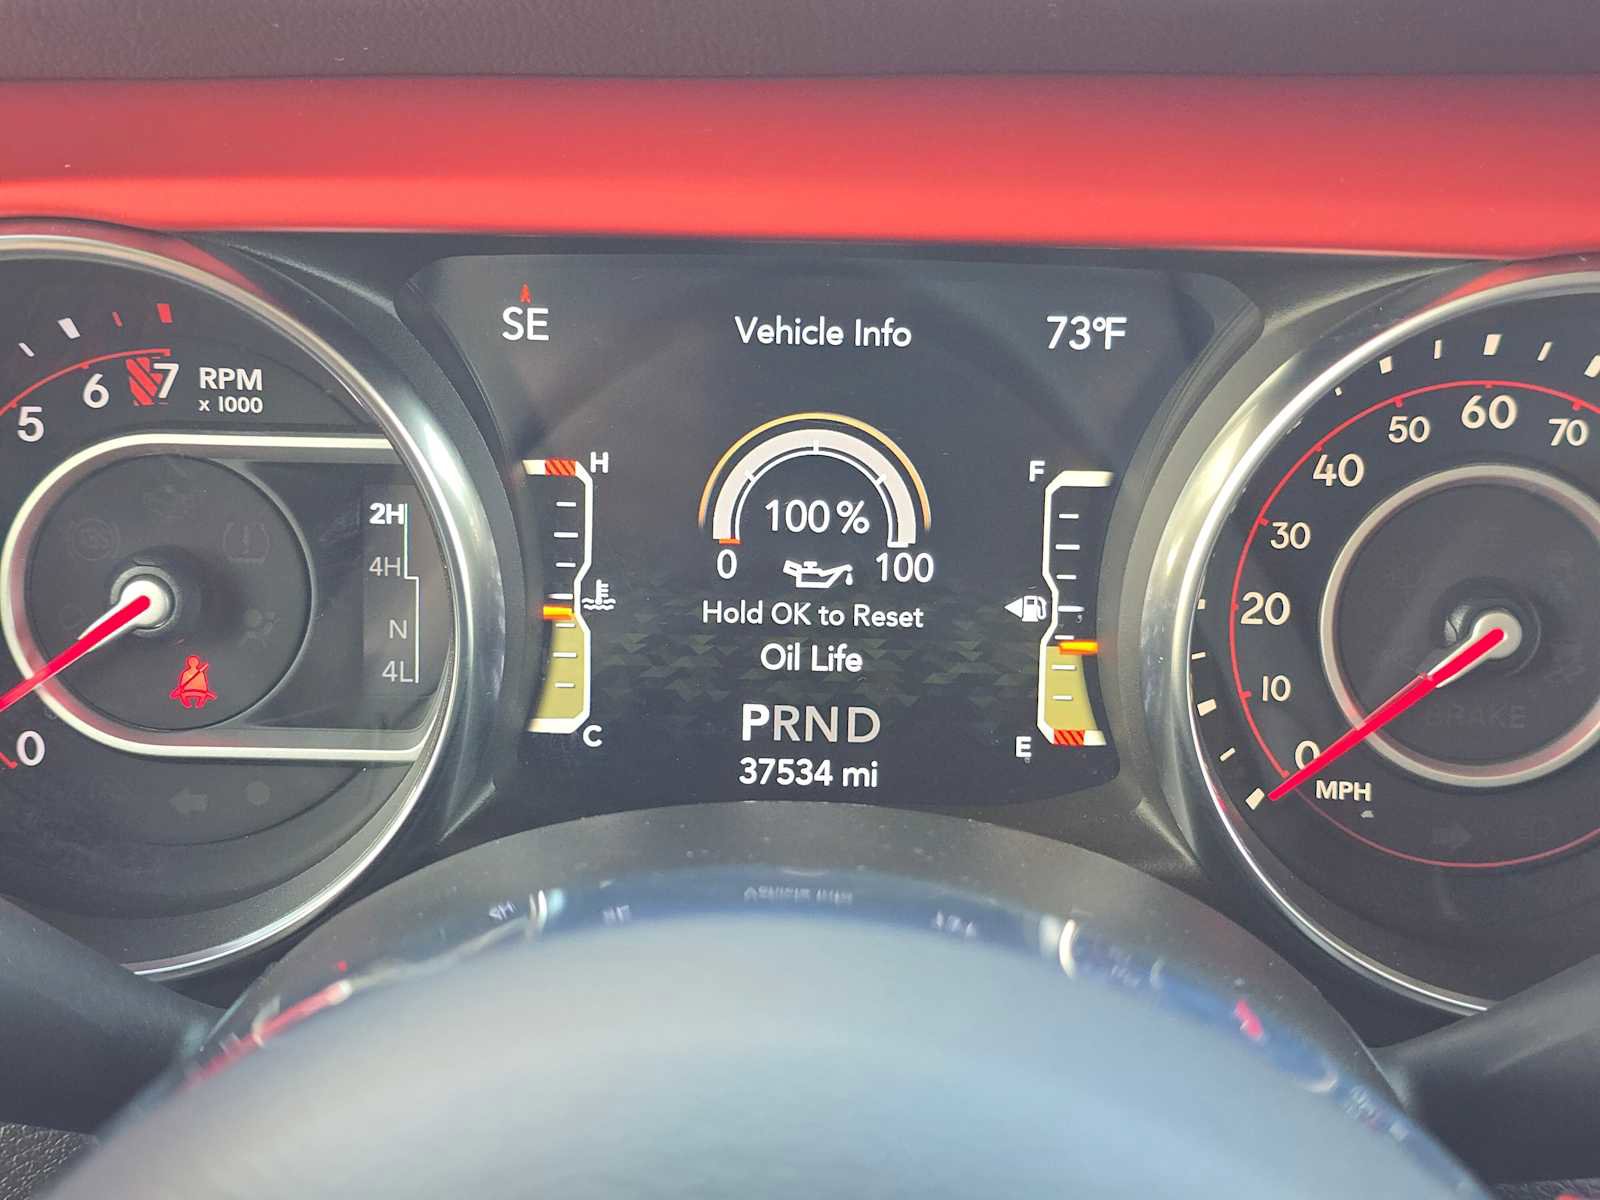 SE
Vehicle Info
73°F
5
6
7
RPM
x 1000
0
2H
4H
N
4L
H
C
100 %
0
100
Hold OK to Reset
Oil Life
PRND
37534 mi
F
E
0
10
20
30
40
50
60
70
MPH